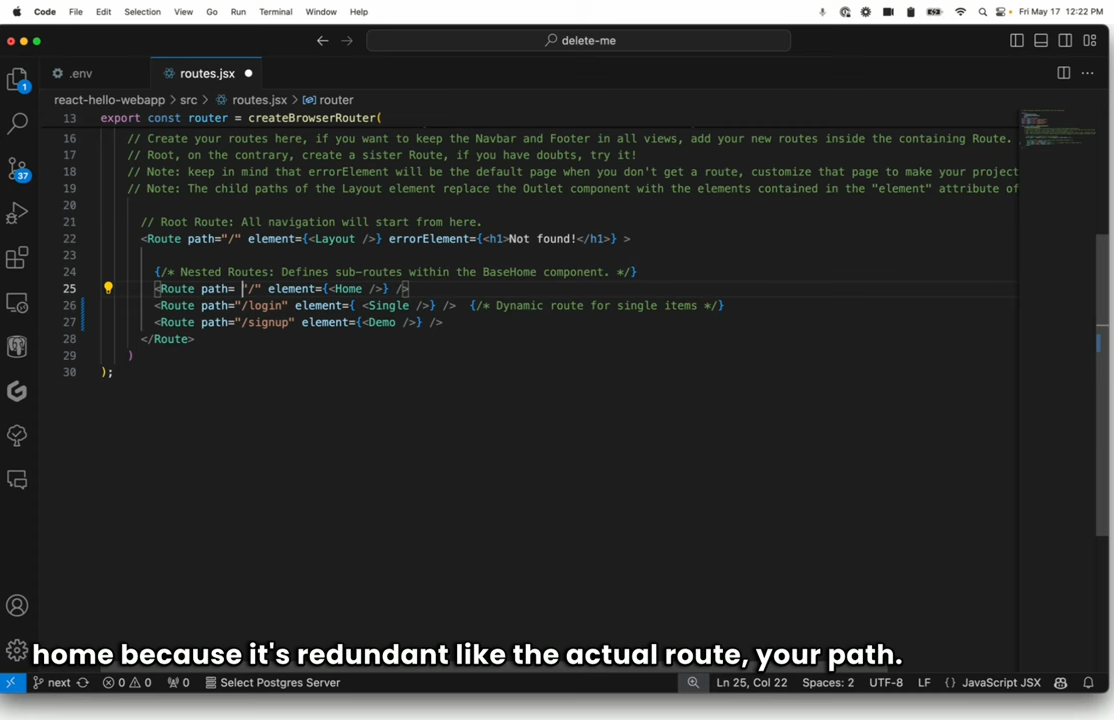 Code File Edit Selection View Go Run Terminal Window Help Fri May 17 12:22 PM
delete-me
.env routes.jsx
react-hello-webapp > src > routes.jsx > router
13 export const router = createBrowserRouter(
16 // Create your routes here, if you want to keep the Navbar and Footer in all views, add your new routes inside the containing Route.
17 // Root, on the contrary, create a sister Route, if you have doubts, try it!
18 // Note: keep in mind that errorElement will be the default page when you don't get a route, customize that page to make your project
19 // Note: The child paths of the Layout element replace the Outlet component with the elements contained in the "element" attribute of
20
21 // Root Route: All navigation will start from here.
22 <Route path="/" element={<Layout />} errorElement={<h1>Not found!</h1>} >
23
24 {/* Nested Routes: Defines sub-routes within the BaseHome component. */}
25 <Route path= "/" element={<Home />} />
26 <Route path="/login" element={ <Single />} /> {/* Dynamic route for single items */}
27 <Route path="/signup" element={<Demo />} />
28 </Route>
29 )
30 );
1
37
home because it's redundant like the actual route, your path.
next 0 0 0 Select Postgres Server Ln 25, Col 22 Spaces: 2 UTF-8 LF {} JavaScript JSX